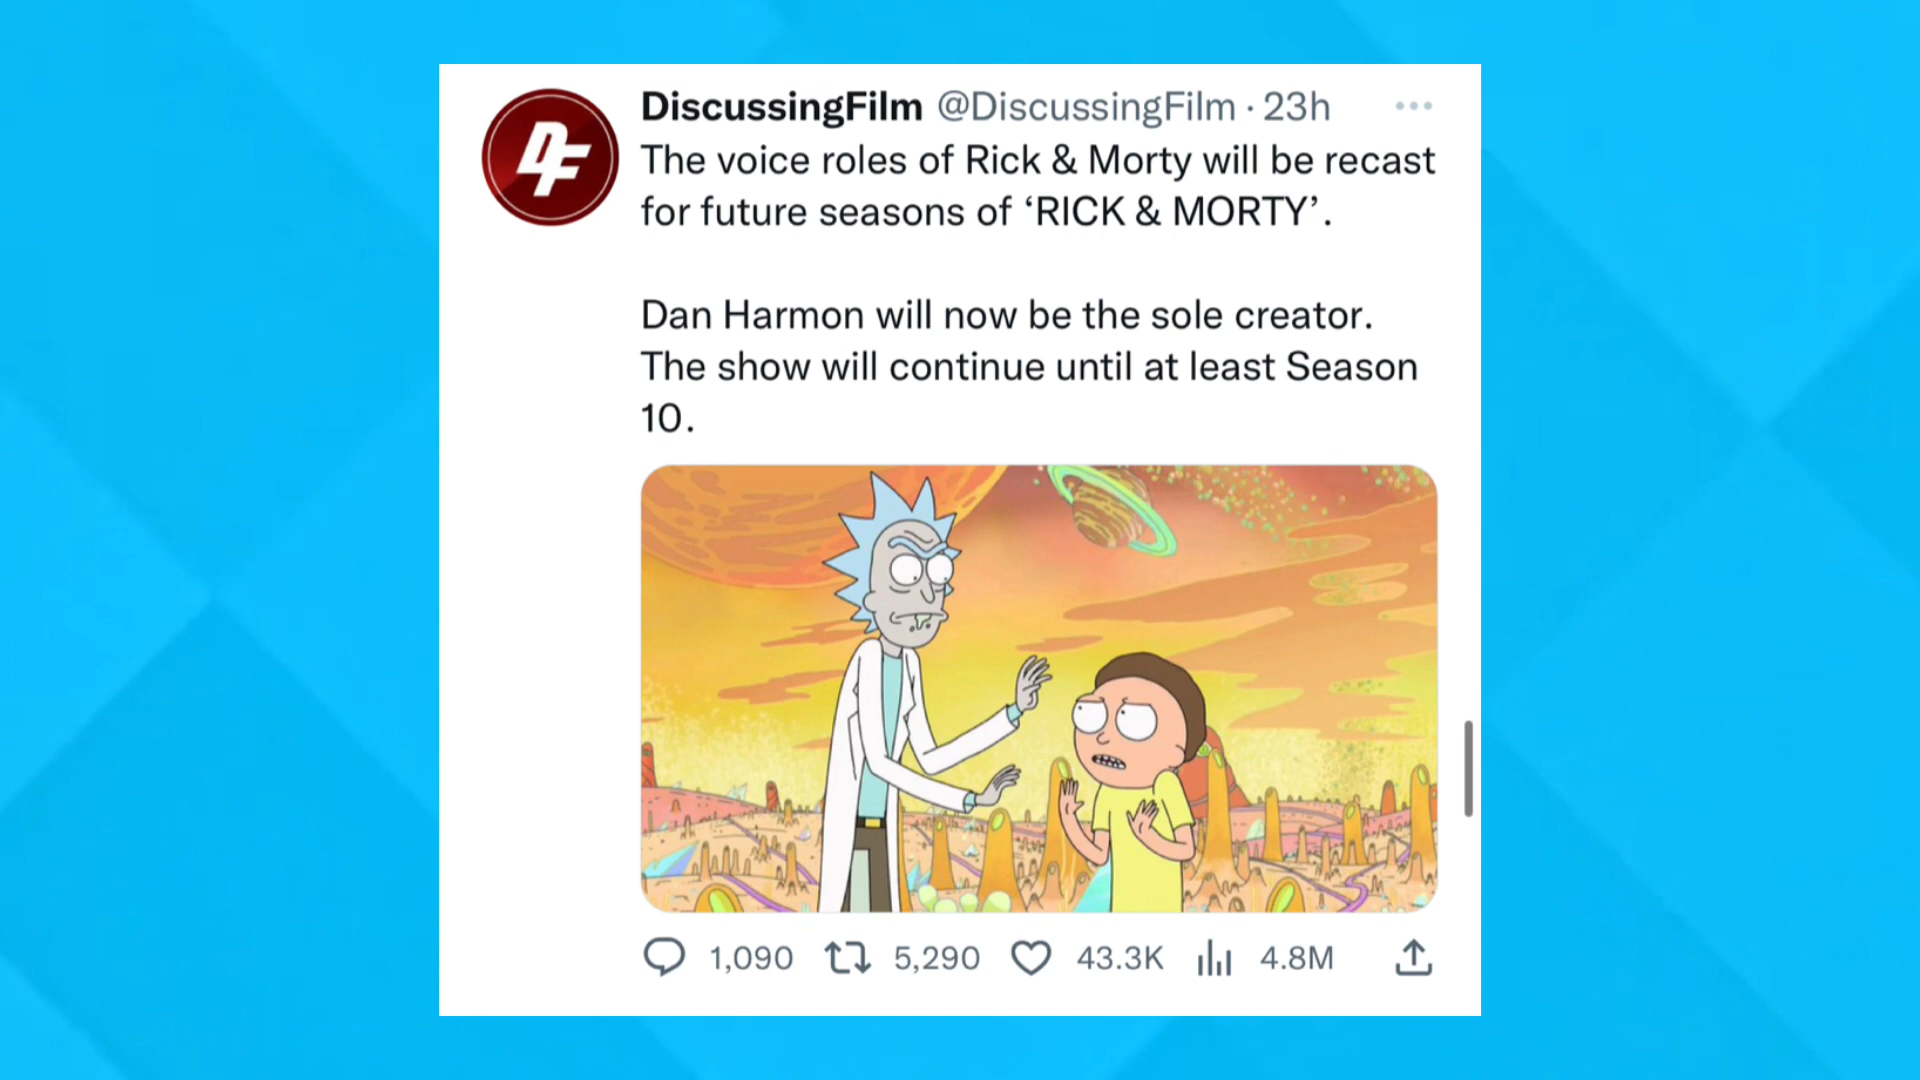 DiscussingFilm @DiscussingFilm · 23h
The voice roles of Rick & Morty will be recast
for future seasons of ‘RICK & MORTY’.
Dan Harmon will now be the sole creator.
The show will continue until at least Season
10.
DF
1,090 5,290 43.3K 4.8M